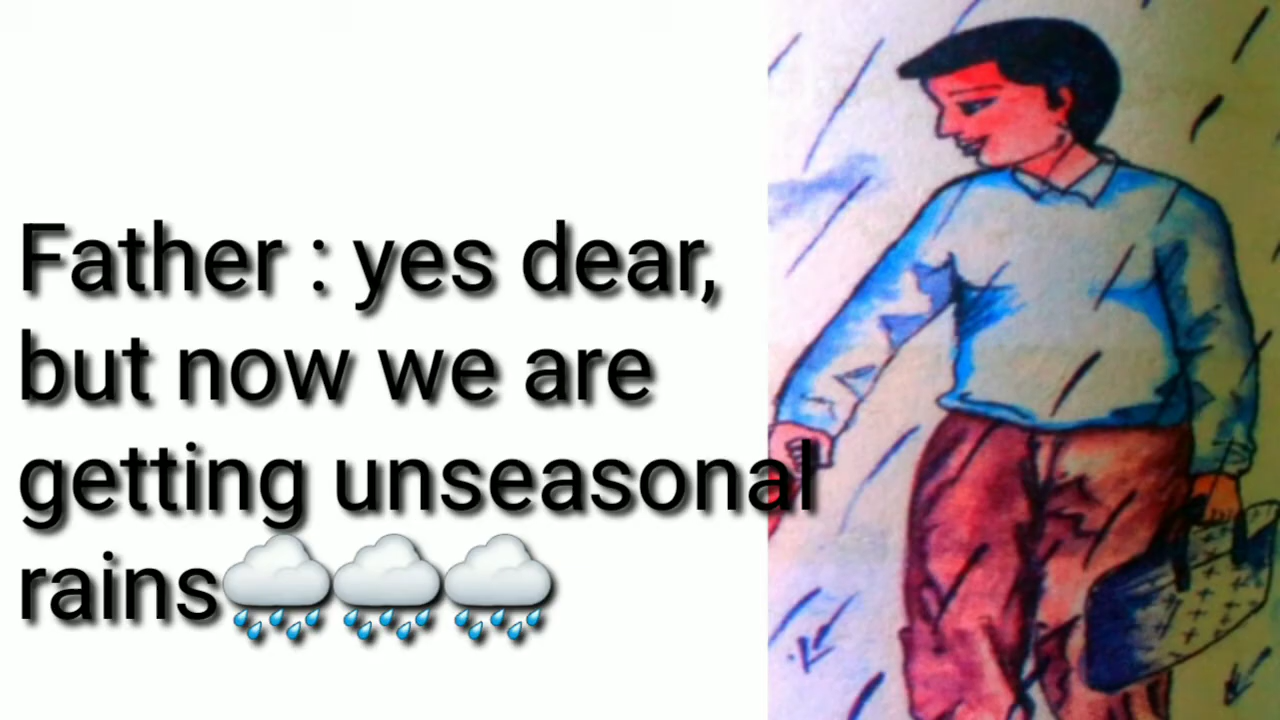 Father : yes dear,
but now we are
getting unseasonal
rains🌧️🌧️🌧️